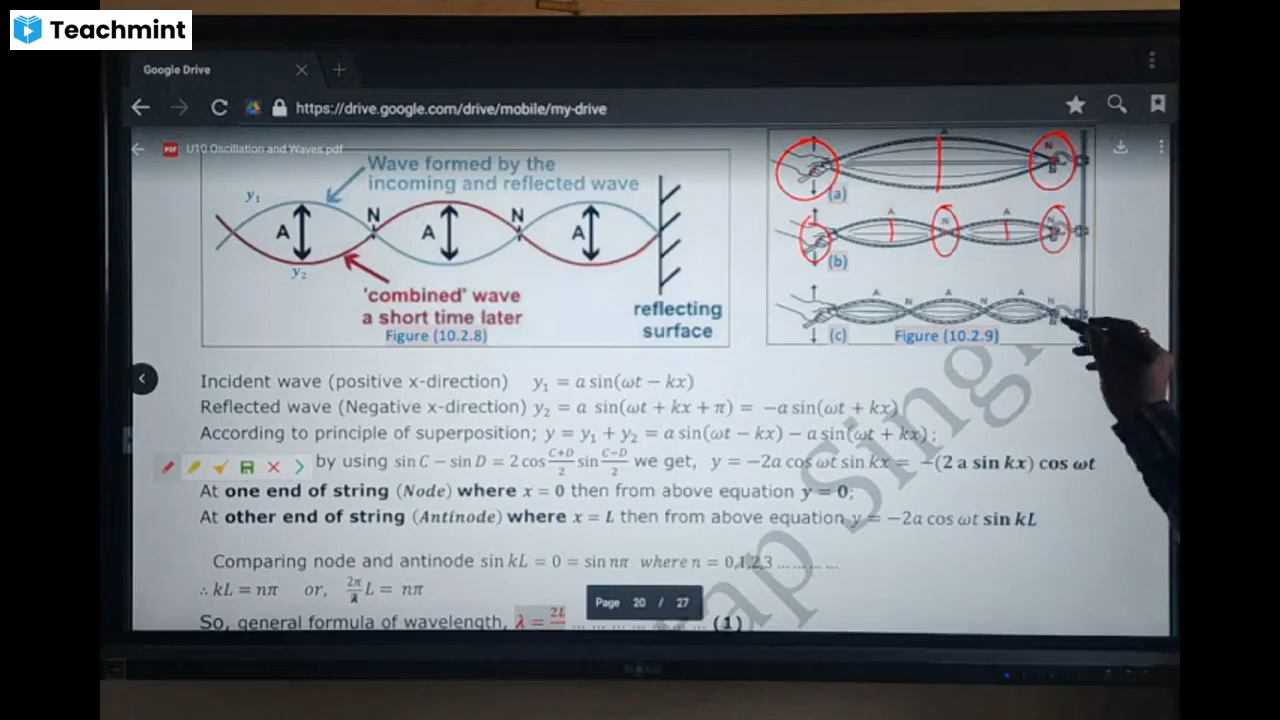 Teachmint
Google Drive
https://drive.google.com/drive/mobile/my-drive
PDF U10 Oscillation and Waves.pdf
Wave formed by the
incoming and reflected wave
y₁
A
N
A
N
A
y₂
'combined' wave
a short time later
reflecting
surface
Figure (10.2.8)
A
N
(a)
A
N
A
N
(b)
A
N
A
N
A
N
(c)
Figure (10.2.9)
Incident wave (positive x-direction) y₁ = a sin(ωt − kx)
Reflected wave (Negative x-direction) y₂ = a sin(ωt + kx + π) = −a sin(ωt + kx)
According to principle of superposition; y = y₁ + y₂ = a sin(ωt − kx) − a sin(ωt + kx);
by using sin C − sin D = 2 cos (C+D)/2 sin (C−D)/2 we get, y = −2a cos ωt sin kx = −(2 a sin kx) cos ωt
At one end of string (Node) where x = 0 then from above equation y = 0;
At other end of string (Antinode) where x = L then from above equation y = −2a cos ωt sin kL
Comparing node and antinode sin kL = 0 = sin nπ where n = 0,1,2,3 ... ... ... ...
∴ kL = nπ or, 2π/λ L = nπ
Page 20 / 27
So, general formula of wavelength, λ = 2L ... ... ... ... ... (1)
ap Singh